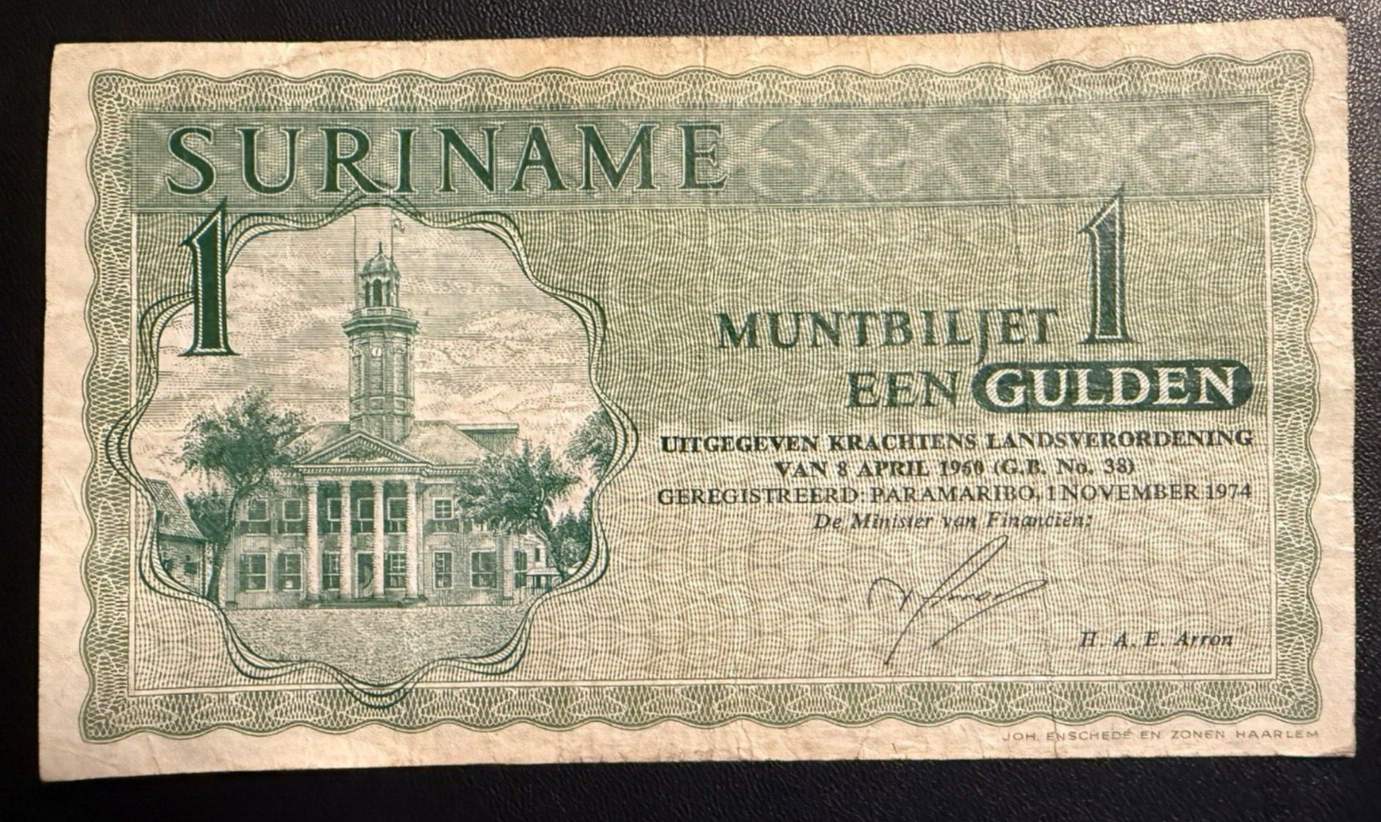 SURINAME
1
1
MUNTBILJET
EEN GULDEN
UITGEGEVEN KRACHTENS LANDSVERORDENING
VAN 8 APRIL 1960 (G.B. No. 38)
GEREGISTREERD: PARAMARIBO, 1 NOVEMBER 1974
De Minister van Financiën:
H. A. E. Arron
JOH. ENSCHEDÉ EN ZONEN HAARLEM